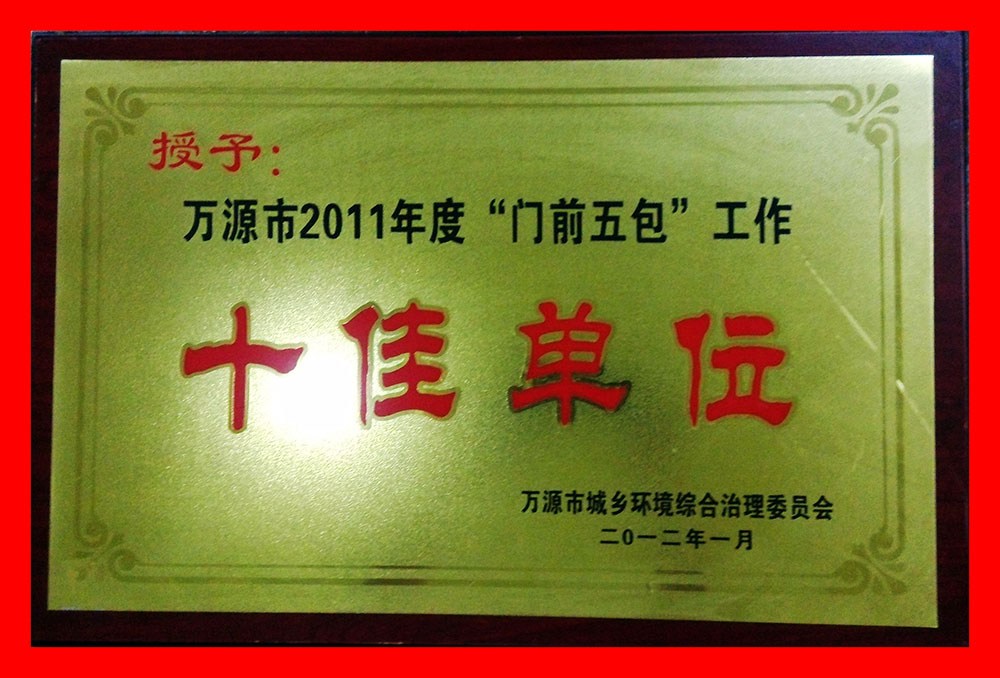 授予：
万源市2011年度“门前五包”工作
十佳单位
万源市城乡环境综合治理委员会
二0一二年一月